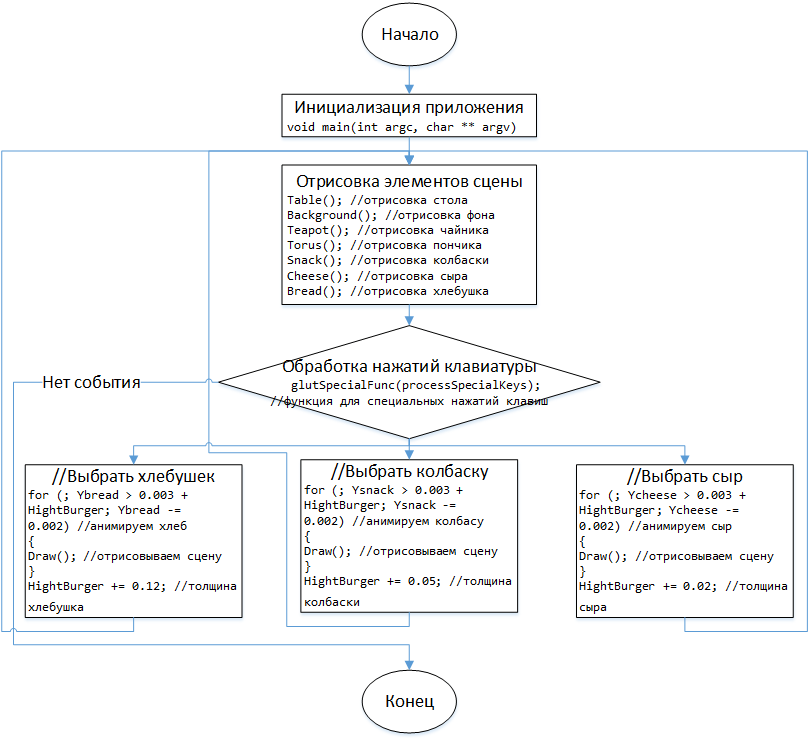 Начало
Инициализация приложения
void main(int argc, char ** argv)
Отрисовка элементов сцены
Table(); //отрисовка стола
Background(); //отрисовка фона
Teapot(); //отрисовка чайника
Torus(); //отрисовка пончика
Snack(); //отрисовка колбаски
Cheese(); //отрисовка сыра
Bread(); //отрисовка хлебушка
Обработка нажатий клавиатуры
glutSpecialFunc(processSpecialKeys);
//функция для специальных нажатий клавиш
Нет события
//Выбрать хлебушек
for (; Ybread > 0.003 +
HightBurger; Ybread -=
0.002) //анимируем хлеб
{
Draw(); //отрисовываем сцену
}
HightBurger += 0.12; //толщина
хлебушка
//Выбрать колбаску
for (; Ysnack > 0.003 +
HightBurger; Ysnack -=
0.002) //анимируем колбасу
{
Draw(); //отрисовываем сцену
}
HightBurger += 0.05; //толщина
колбаски
//Выбрать сыр
for (; Ycheese > 0.003 +
HightBurger; Ycheese -=
0.002) //анимируем сыр
{
Draw(); //отрисовываем сцену
}
HightBurger += 0.02; //толщина
сыра
Конец